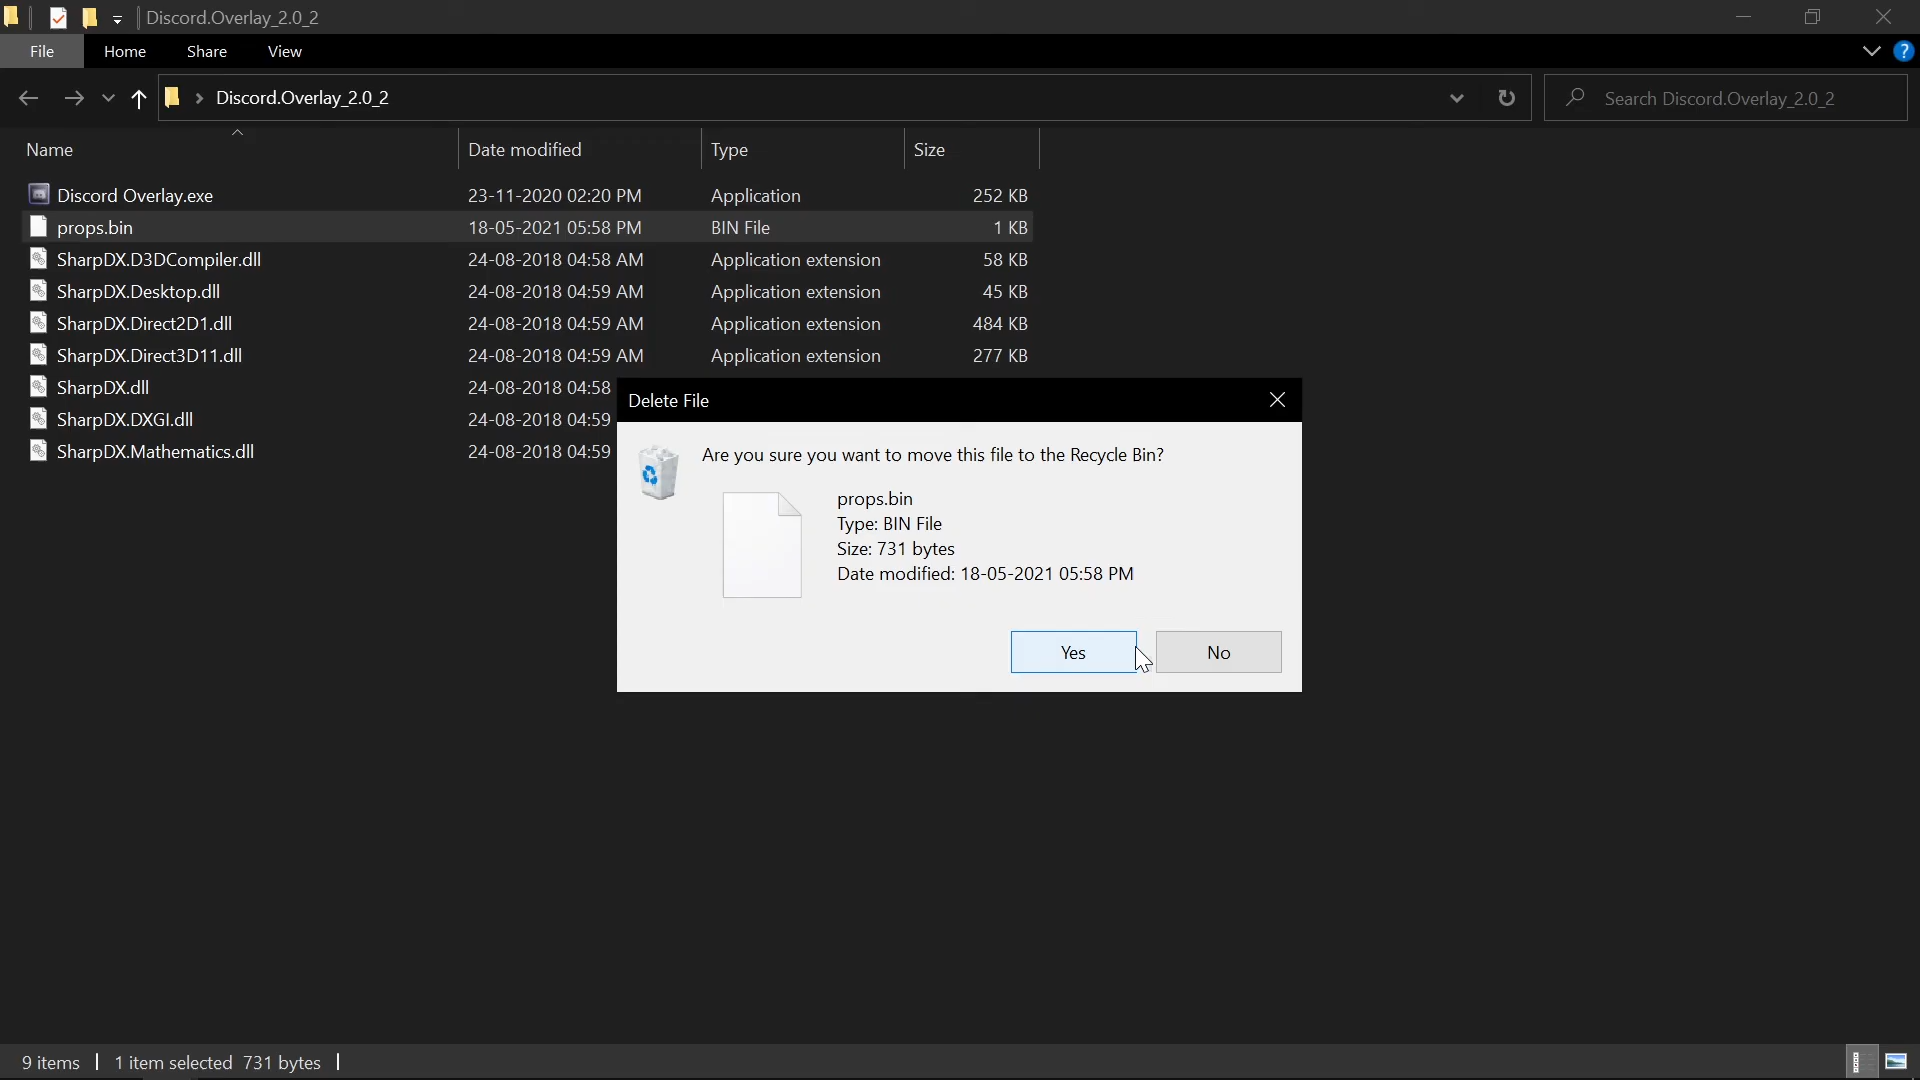 Discord.Overlay_2.0_2
File Home Share View
Discord.Overlay_2.0_2 Search Discord.Overlay_2.0_2
Name Date modified Type Size
Discord Overlay.exe 23-11-2020 02:20 PM Application 252 KB
props.bin 18-05-2021 05:58 PM BIN File 1 KB
SharpDX.D3DCompiler.dll 24-08-2018 04:58 AM Application extension 58 KB
SharpDX.Desktop.dll 24-08-2018 04:59 AM Application extension 45 KB
SharpDX.Direct2D1.dll 24-08-2018 04:59 AM Application extension 484 KB
SharpDX.Direct3D11.dll 24-08-2018 04:59 AM Application extension 277 KB
SharpDX.dll 24-08-2018 04:58
SharpDX.DXGI.dll 24-08-2018 04:59
SharpDX.Mathematics.dll 24-08-2018 04:59
Delete File
Are you sure you want to move this file to the Recycle Bin?
props.bin
Type: BIN File
Size: 731 bytes
Date modified: 18-05-2021 05:58 PM
Yes No
9 items 1 item selected 731 bytes